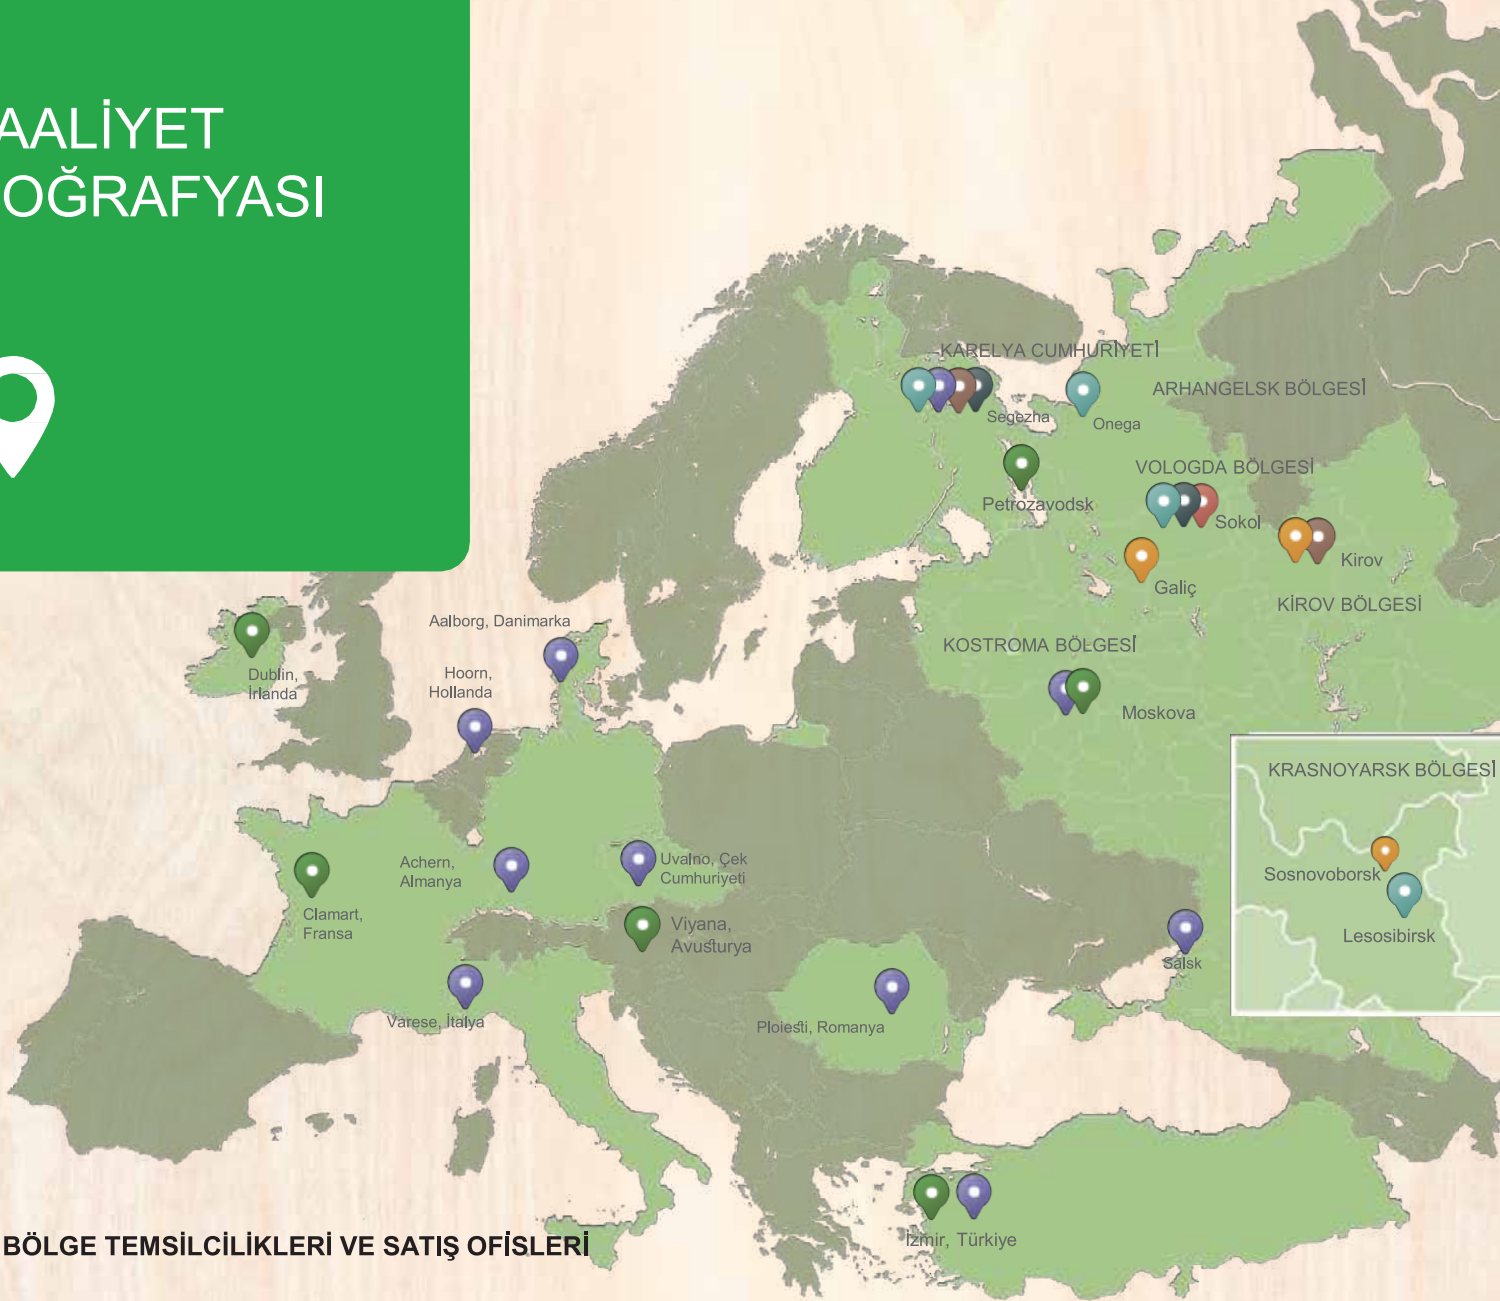 AALİYET
OĞRAFYASI
KARELYA CUMHURİYETİ
ARHANGELSK BÖLGESİ
Segezha
Onega
VOLOGDA BÖLGESİ
Petrozavodsk
Sokol
Kirov
Galiç
KİROV BÖLGESİ
Aalborg, Danimarka
KOSTROMA BÖLGESİ
Hoorn,
Hollanda
Dublin,
İrlanda
Moskova
KRASNOYARSK BÖLGESİ
Achern,
Almanya
Uvalno, Çek
Cumhuriyeti
Sosnovoborsk
Clamart,
Fransa
Viyana,
Avusturya
Lesosibirsk
Salsk
Varese, İtalya
Ploiesti, Romanya
İzmir, Türkiye
BÖLGE TEMSİLCİLİKLERİ VE SATIŞ OFİSLERİ